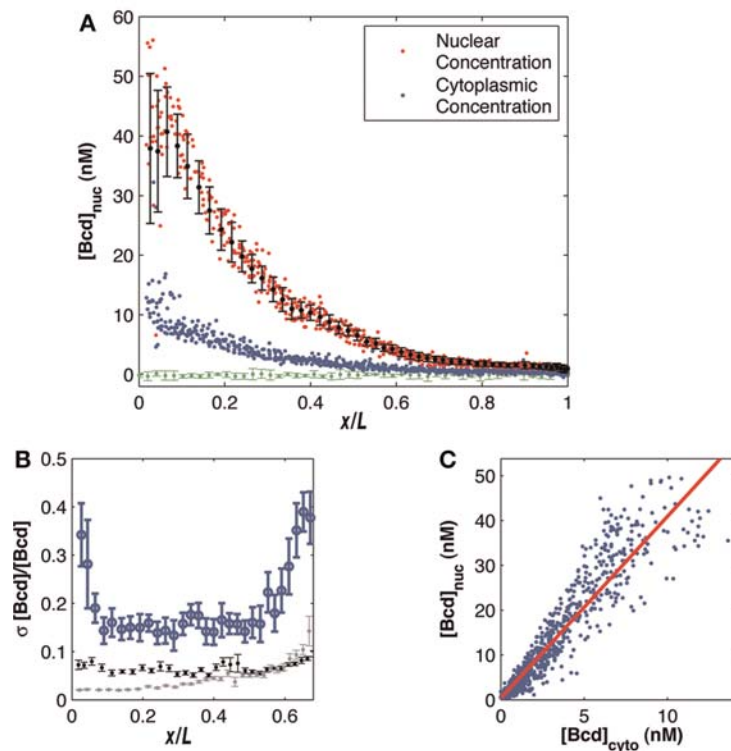 A
60
50
40
30
20
10
0
[Bcd]nuc (nM)
Nuclear
Concentration
Cytoplasmic
Concentration
0 0.2 0.4 0.6 0.8 1
x/L
B
0.5
0.4
0.3
0.2
0.1
0
σ [Bcd]/[Bcd]
0 0.2 0.4 0.6
x/L
C
50
40
30
20
10
0
[Bcd]nuc (nM)
0 5 10
[Bcd]cyto (nM)